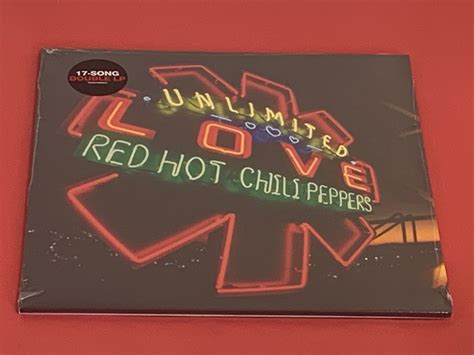 17-SONG
DOUBLE LP
UNLIMITED
LOVE
RED HOT CHILI PEPPERS